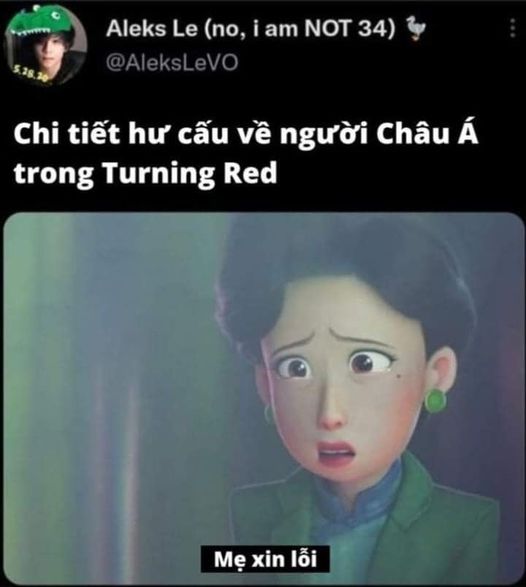 Aleks Le (no, i am NOT 34) 🪿
@AleksLeVO
5.28.20
Chi tiết hư cấu về người Châu Á
trong Turning Red
Mẹ xin lỗi